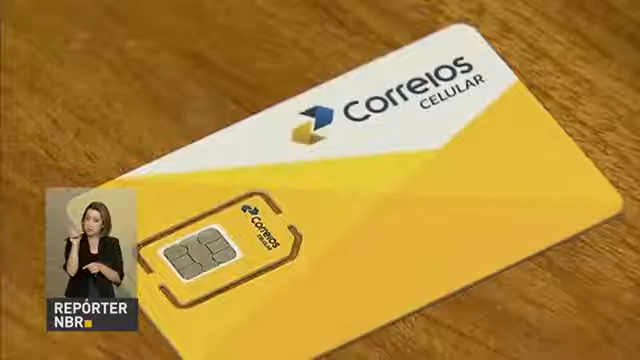 Correios
CELULAR
Correios
CELULAR
REPÓRTER
NBR